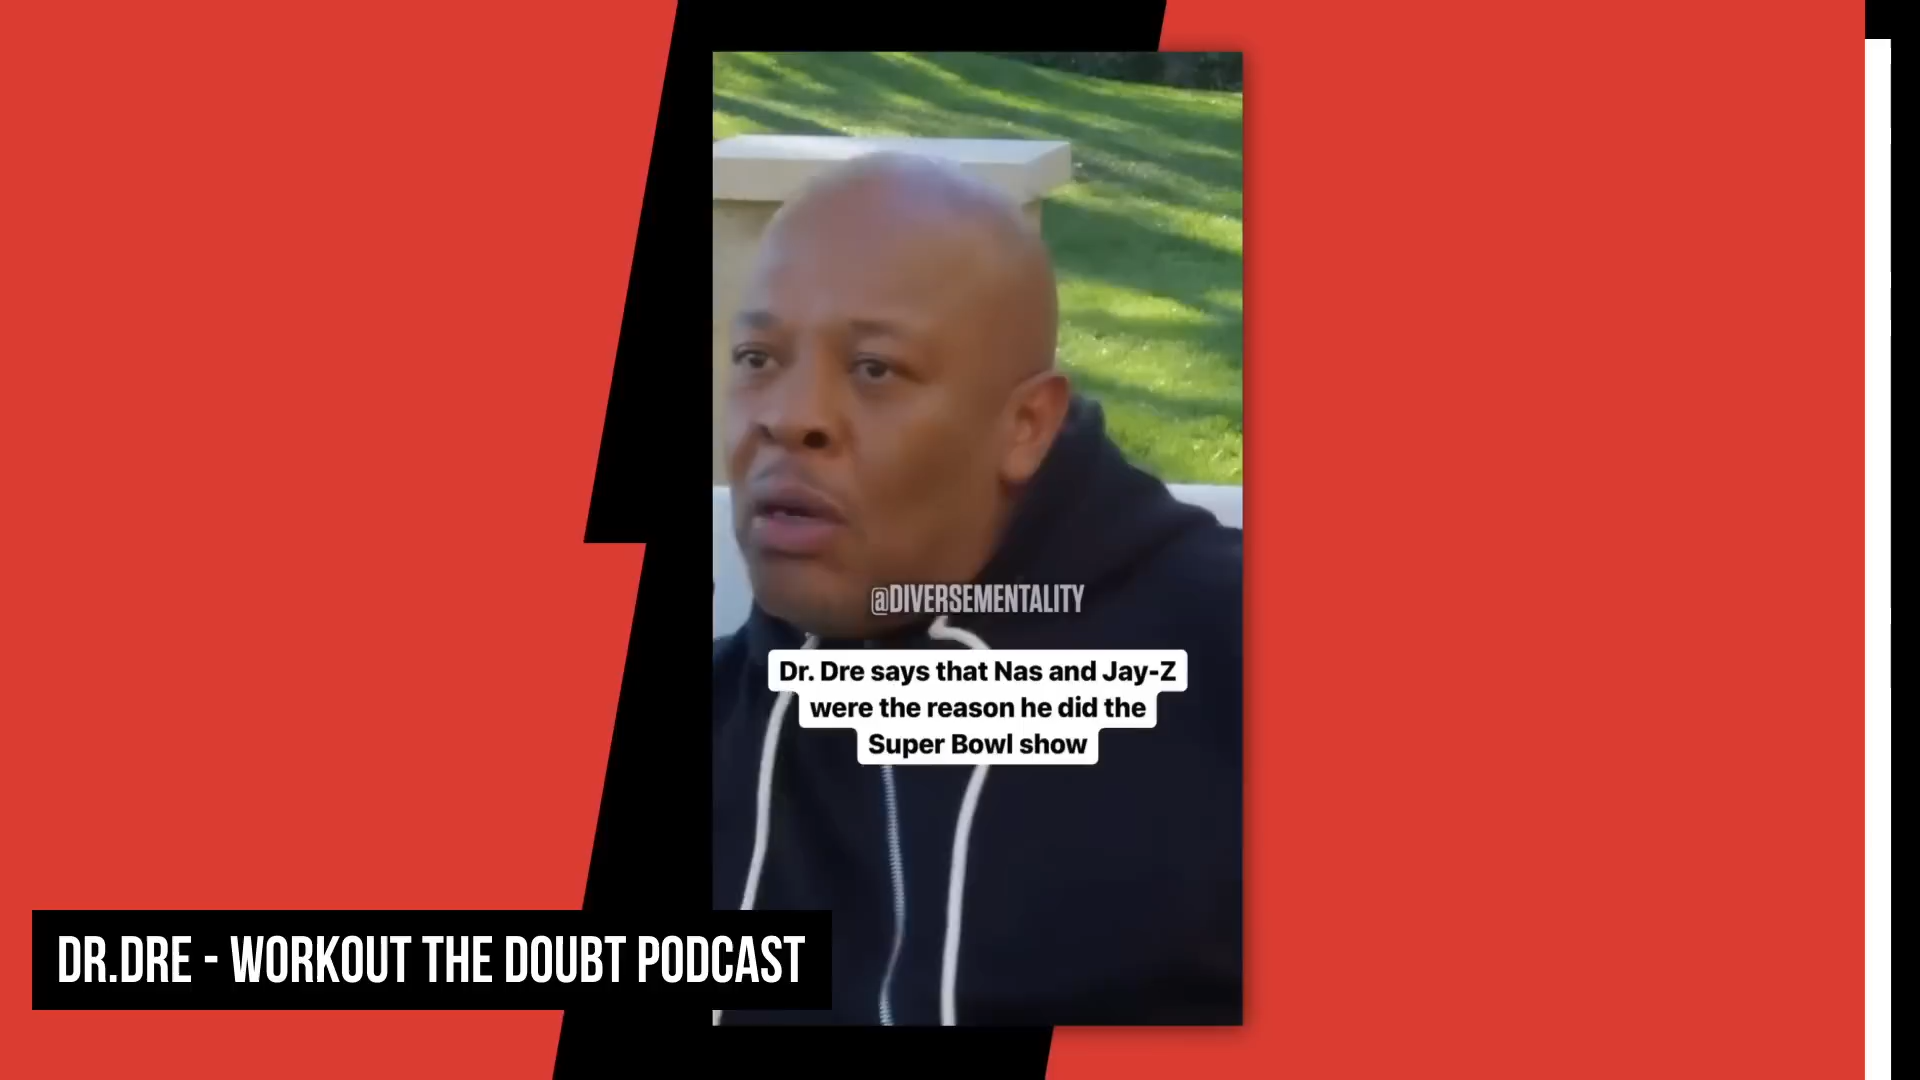 @DIVERSEMENTALITY
Dr. Dre says that Nas and Jay-Z
were the reason he did the
Super Bowl show
DR.DRE - WORKOUT THE DOUBT PODCAST